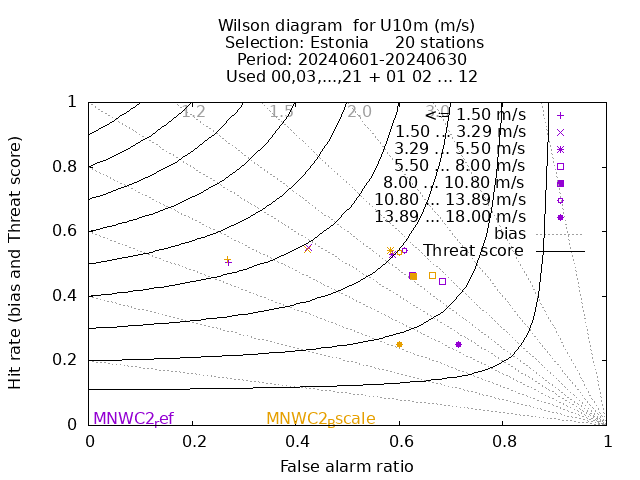 Wilson diagram for U10m (m/s)
Selection: Estonia 20 stations
Period: 20240601-20240630
Used 00,03,...,21 + 01 02 ... 12
1.2 1.5 2.0 3.0
<= 1.50 m/s
1.50 ... 3.29 m/s
3.29 ... 5.50 m/s
5.50 ... 8.00 m/s
8.00 ... 10.80 m/s
10.80 ... 13.89 m/s
13.89 ... 18.00 m/s
bias
Threat score
Hit rate (bias and Threat score)
1
0.8
0.6
0.4
0.2
0
MNWC2ref MNWC2Bscale
0 0.2 0.4 0.6 0.8 1
False alarm ratio